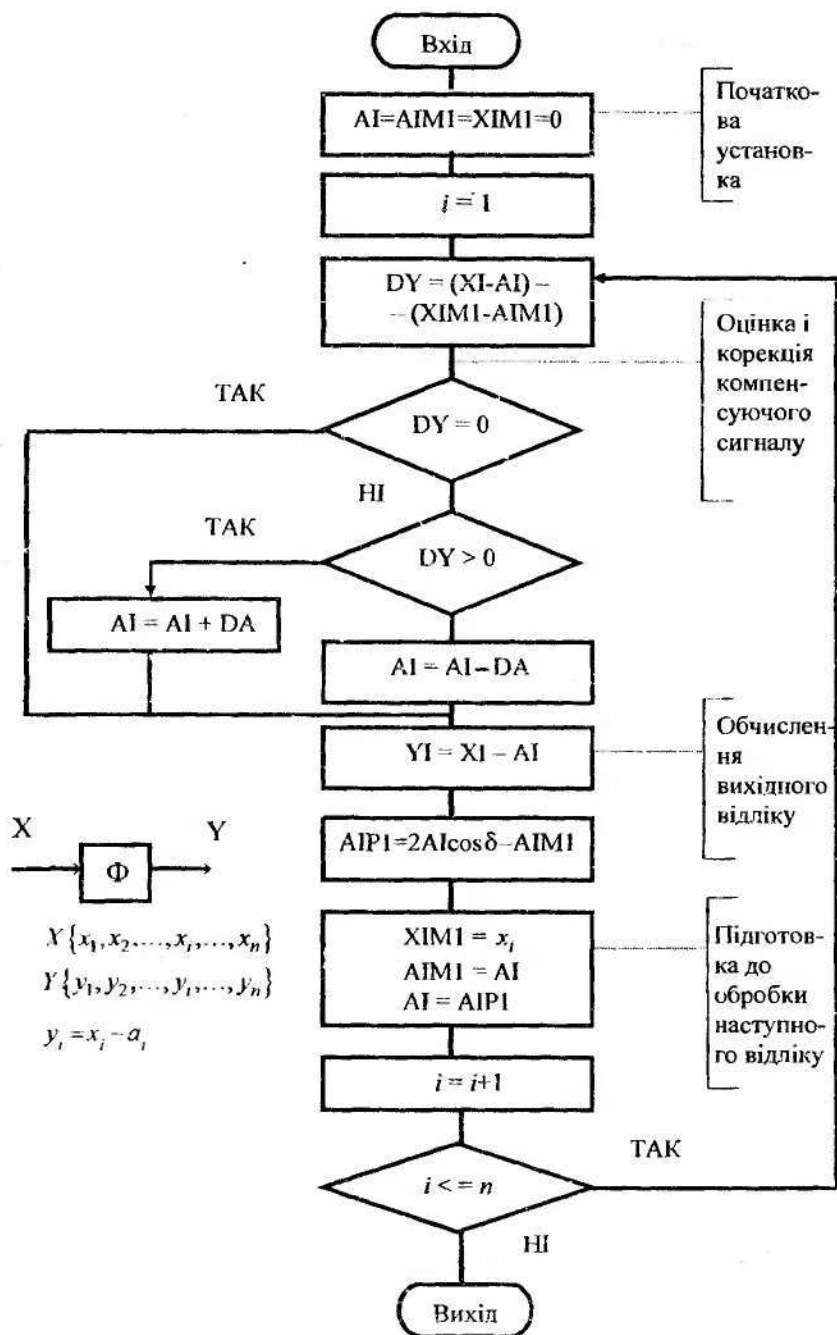 Вхід
AI=AIM1=XIM1=0
Початко-
ва
установ-
ка
i = 1
DY = (XI-AI) –
– (XIM1-AIM1)
Оцінка і
корекція
компен-
суючого
сигналу
ТАК
DY = 0
НІ
ТАК
DY > 0
AI = AI + DA
AI = AI – DA
YI = X1 – AI
Обчислен-
ня
вихідного
відліку
AIP1=2AIcosδ–AIM1
X
Y
Ф
X{x₁, x₂,..., xᵢ,..., xₙ}
Y{y₁, y₂,..., yᵢ,..., yₙ}
yᵢ = xᵢ – aᵢ
XIM1 = xᵢ
AIM1 = AI
AI = AIP1
Підготов-
ка до
обробки
наступно-
го відліку
i = i+1
ТАК
i <= n
НІ
Вихід